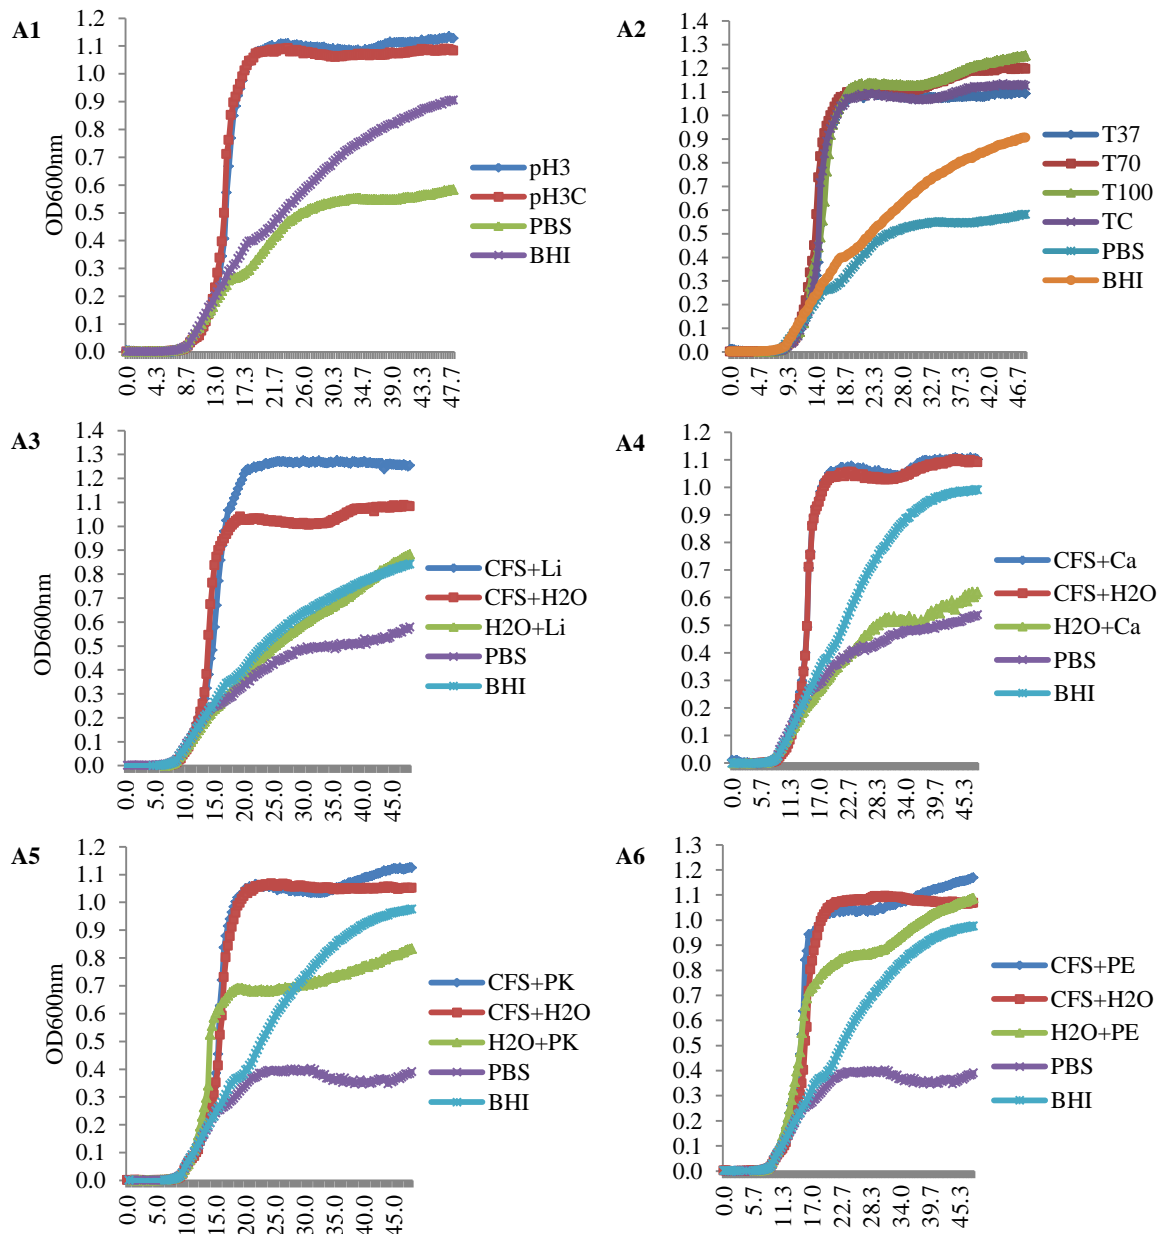 A1
OD600nm
1.2
1.1
1.0
0.9
0.8
0.7
0.6
0.5
0.4
0.3
0.2
0.1
0.0
0.0 4.3 8.7 13.0 17.3 21.7 26.0 30.3 34.7 39.0 43.3 47.7
pH3
pH3C
PBS
BHI
A2
1.4
1.3
1.2
1.1
1.0
0.9
0.8
0.7
0.6
0.5
0.4
0.3
0.2
0.1
0.0
0.0 4.7 9.3 14.0 18.7 23.3 28.0 32.7 37.3 42.0 46.7
T37
T70
T100
TC
PBS
BHI
A3
OD600nm
1.4
1.3
1.2
1.1
1.0
0.9
0.8
0.7
0.6
0.5
0.4
0.3
0.2
0.1
0.0
0.0 5.0 10.0 15.0 20.0 25.0 30.0 35.0 40.0 45.0
CFS+Li
CFS+H2O
H2O+Li
PBS
BHI
A4
1.2
1.1
1.0
0.9
0.8
0.7
0.6
0.5
0.4
0.3
0.2
0.1
0.0
0.0 5.7 11.3 17.0 22.7 28.3 34.0 39.7 45.3
CFS+Ca
CFS+H2O
H2O+Ca
PBS
BHI
A5
OD600nm
1.2
1.1
1.0
0.9
0.8
0.7
0.6
0.5
0.4
0.3
0.2
0.1
0.0
0.0 5.0 10.0 15.0 20.0 25.0 30.0 35.0 40.0 45.0
CFS+PK
CFS+H2O
H2O+PK
PBS
BHI
A6
1.3
1.2
1.1
1.0
0.9
0.8
0.7
0.6
0.5
0.4
0.3
0.2
0.1
0.0
0.0 5.7 11.3 17.0 22.7 28.3 34.0 39.7 45.3
CFS+PE
CFS+H2O
H2O+PE
PBS
BHI